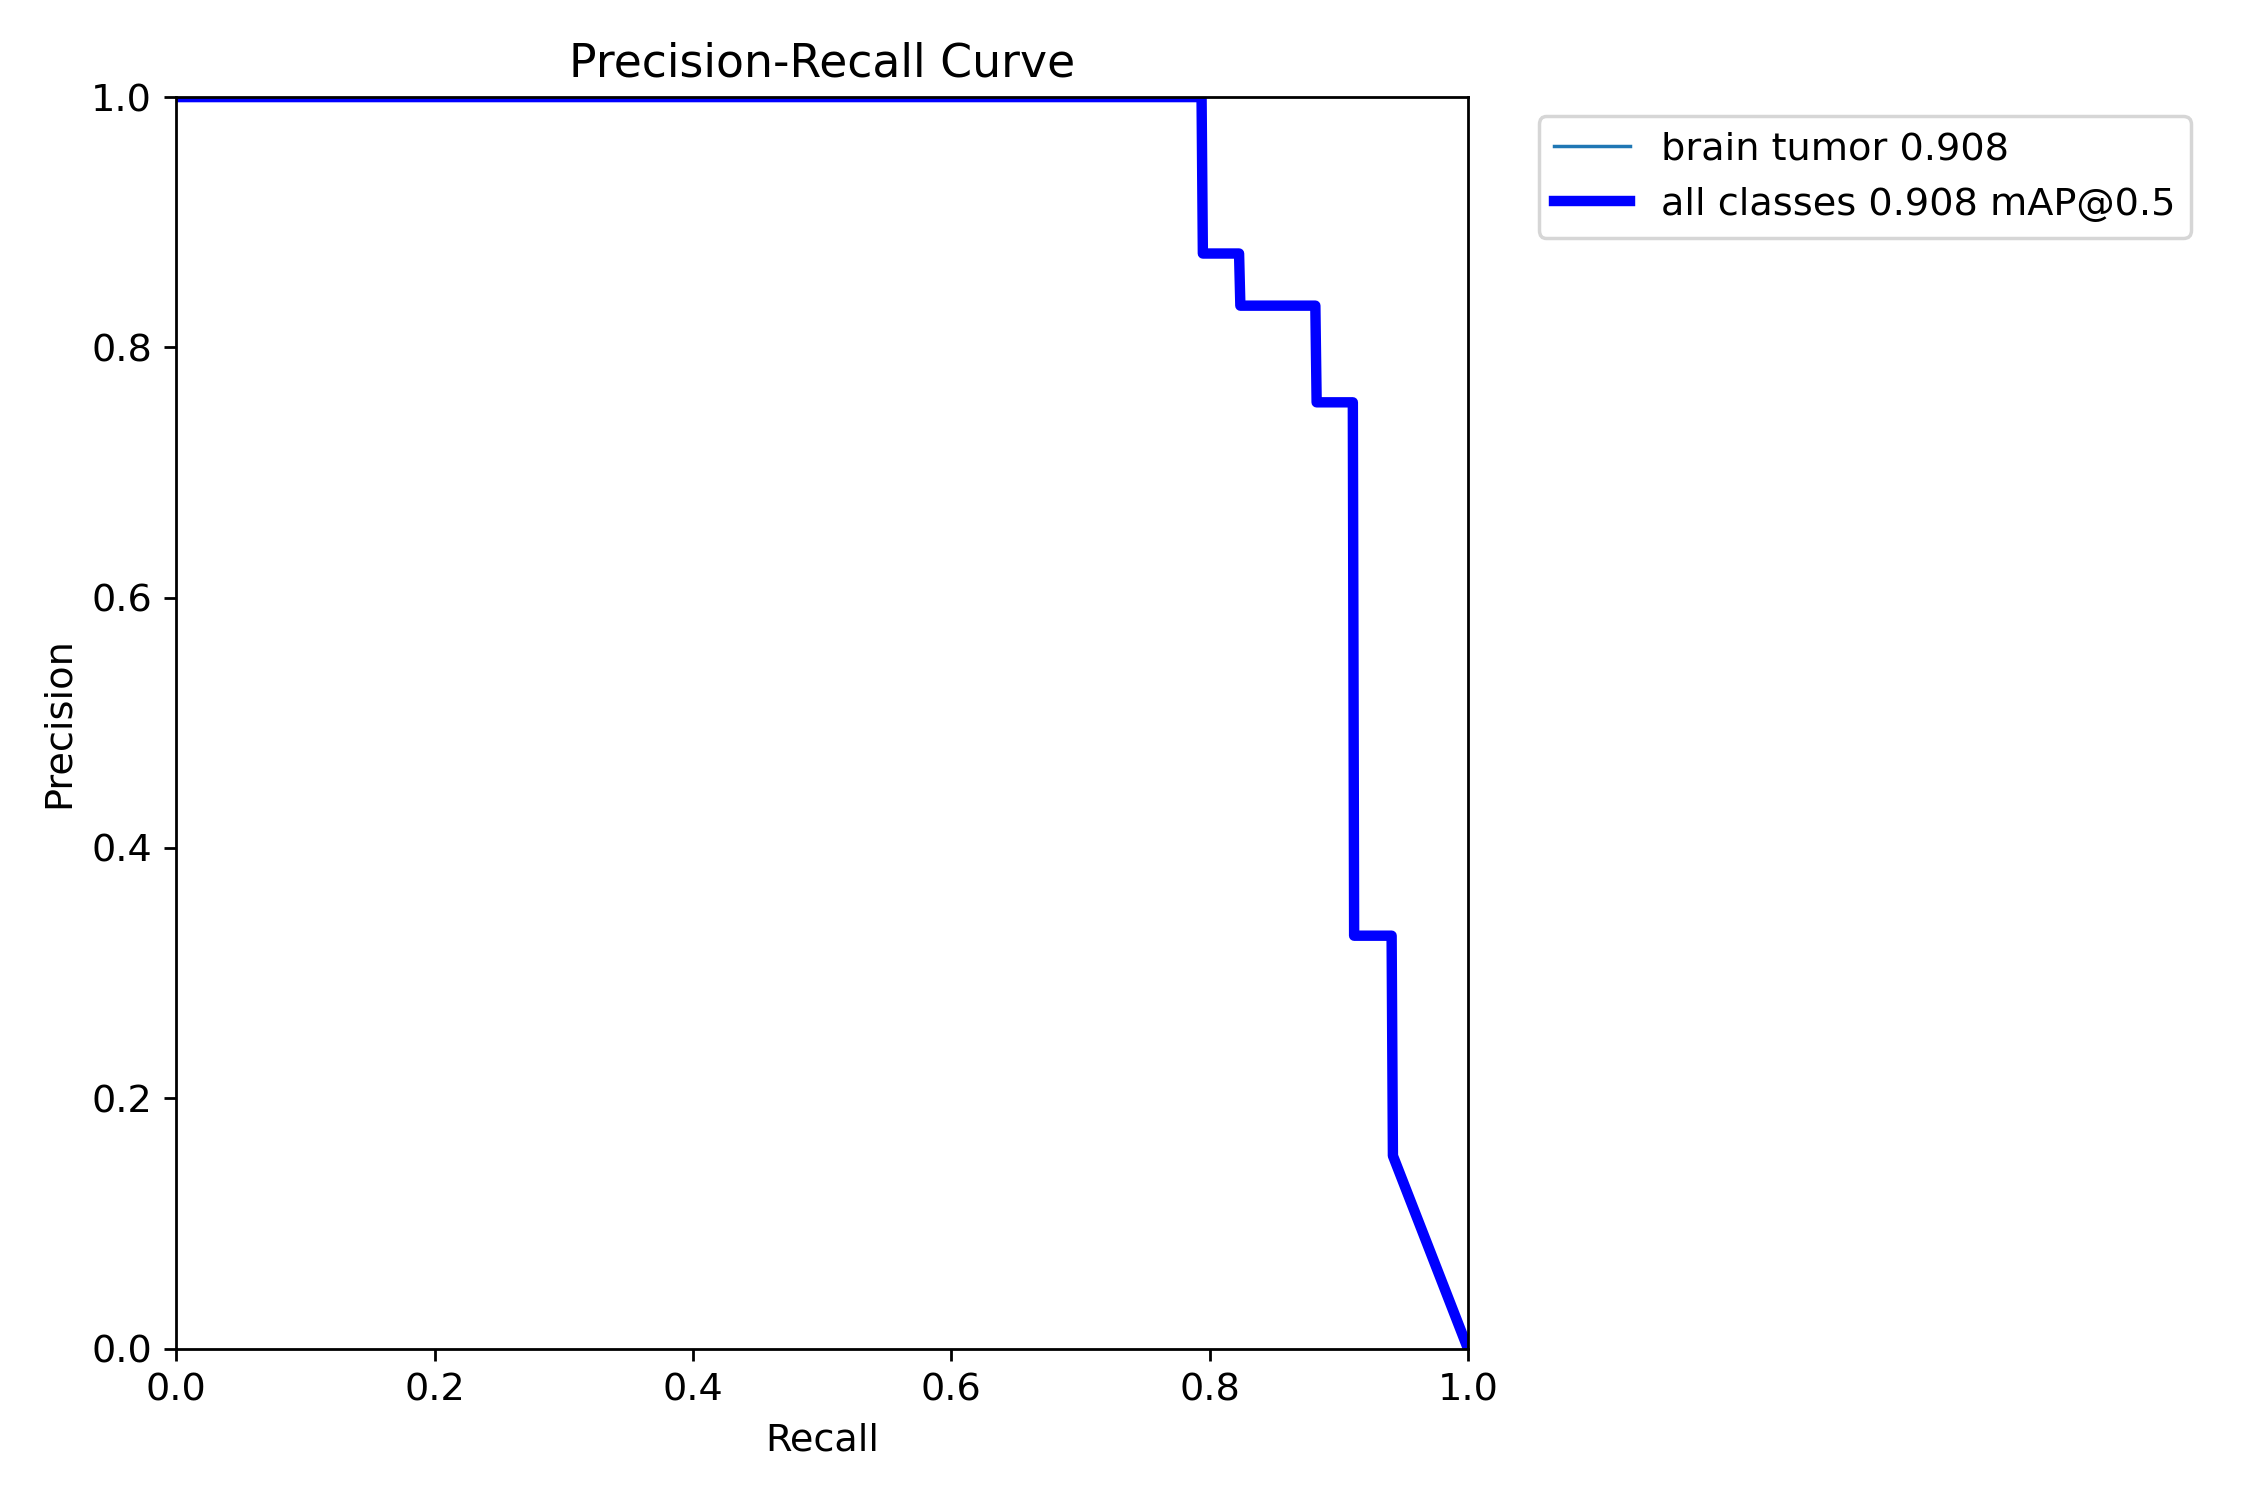 Precision-Recall Curve
brain tumor 0.908
all classes 0.908 mAP@0.5
Precision
1.0
0.8
0.6
0.4
0.2
0.0
0.0 0.2 0.4 0.6 0.8 1.0
Recall